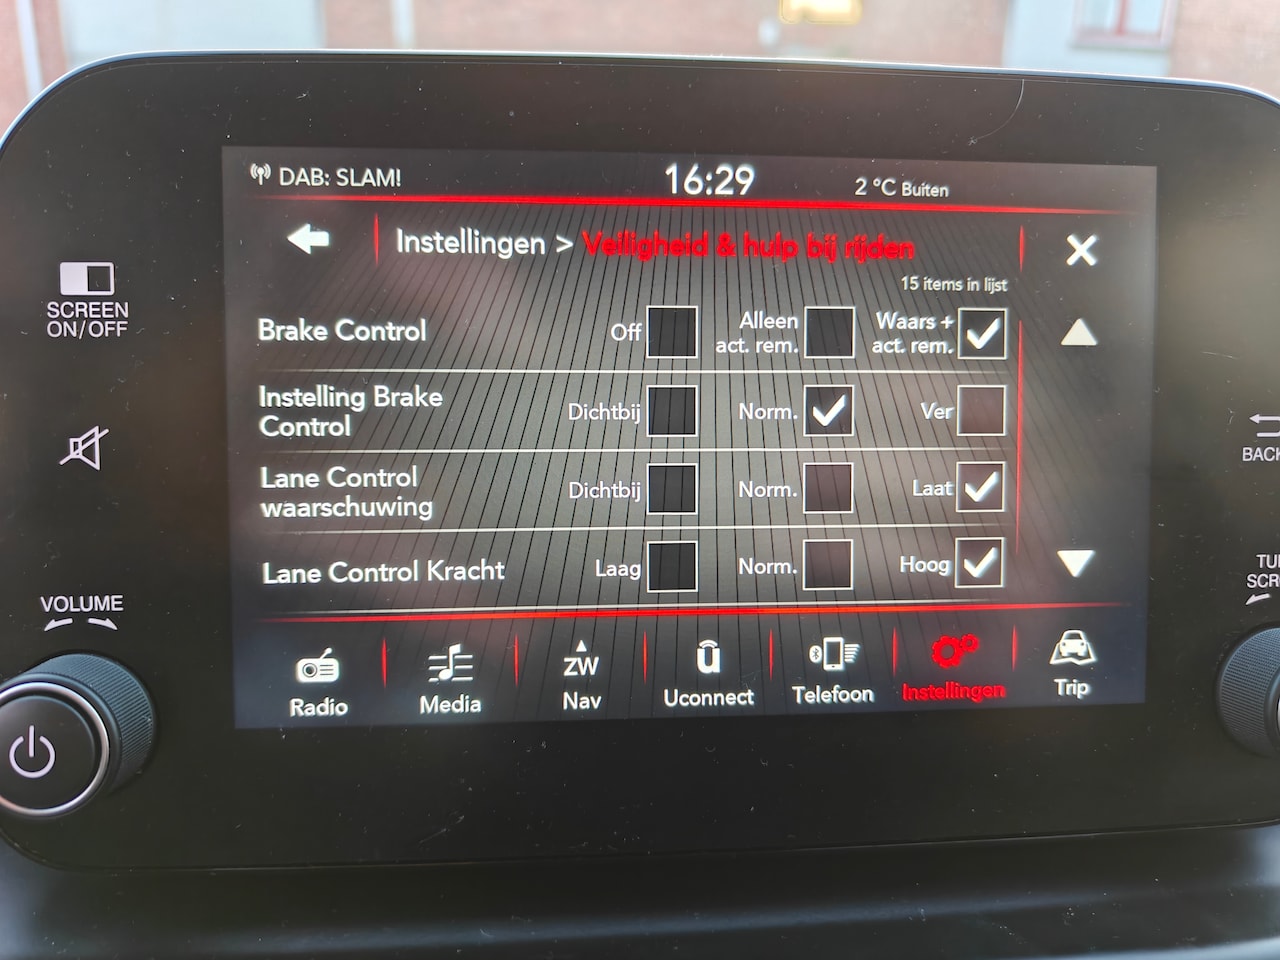 DAB: SLAM!
16:29
2 °C Buiten
Instellingen > Veiligheid & hulp bij rijden
15 items in lijst
SCREEN
ON/OFF
Brake Control
Off
Alleen
act. rem.
Waars +
act. rem.
Instelling Brake
Control
Dichtbij
Norm.
Ver
Lane Control
waarschuwing
Dichtbij
Norm.
Laat
Lane Control Kracht
Laag
Norm.
Hoog
BACK
VOLUME
Radio
Media
ZW
Nav
Uconnect
Telefoon
Instellingen
Trip